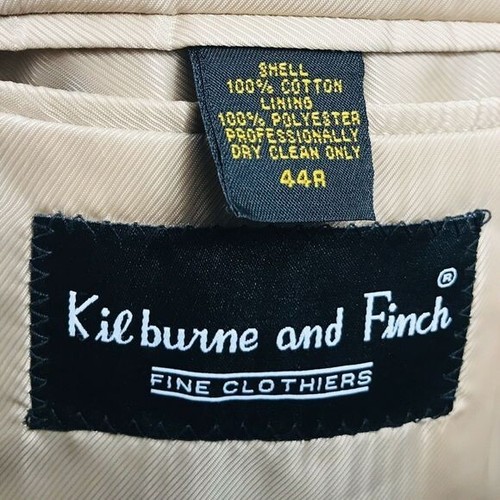 SHELL
100% COTTON
LINING
100% POLYESTER
PROFESSIONALLY
DRY CLEAN ONLY
44R
Kilburne and Finch®
FINE CLOTHIERS